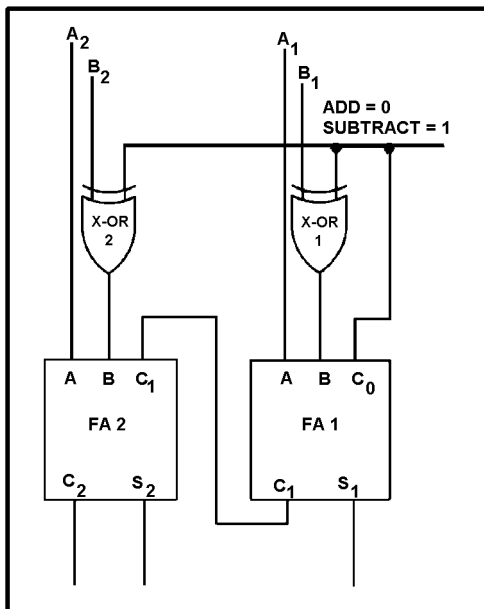 A2
A1
B2
B1
ADD = 0
SUBTRACT = 1
X-OR
2
X-OR
1
A B C1
A B C0
FA 2
FA 1
C2 S2
C1 S1